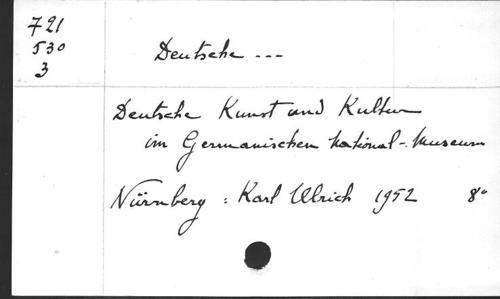 721
530
3
Deutsche ---
Deutsche Kunst und Kultur
im Germanischen National-Museum
Nürnberg : Karl Ulrich 1952 8°